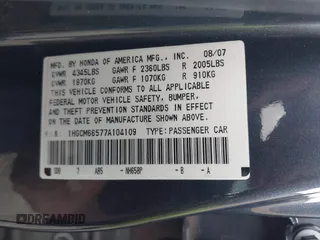 MFD. BY HONDA OF AMERICA MFG., INC. 08/07
GVWR 4345LBS GAWR F 2360LBS R 2005LBS
GVWR 1970KG GAWR F 1070KG R 910KG
THIS VEHICLE CONFORMS TO ALL APPLICABLE
FEDERAL MOTOR VEHICLE SAFETY, BUMPER,
AND THEFT PREVENTION STANDARDS IN EFFECT
ON THE DATE OF MANUFACTURE SHOWN ABOVE.
V.I.N.: 1HGCM66577A104109 TYPE: PASSENGER CAR
7 AB5 NH658P - B - A
DREAMBID